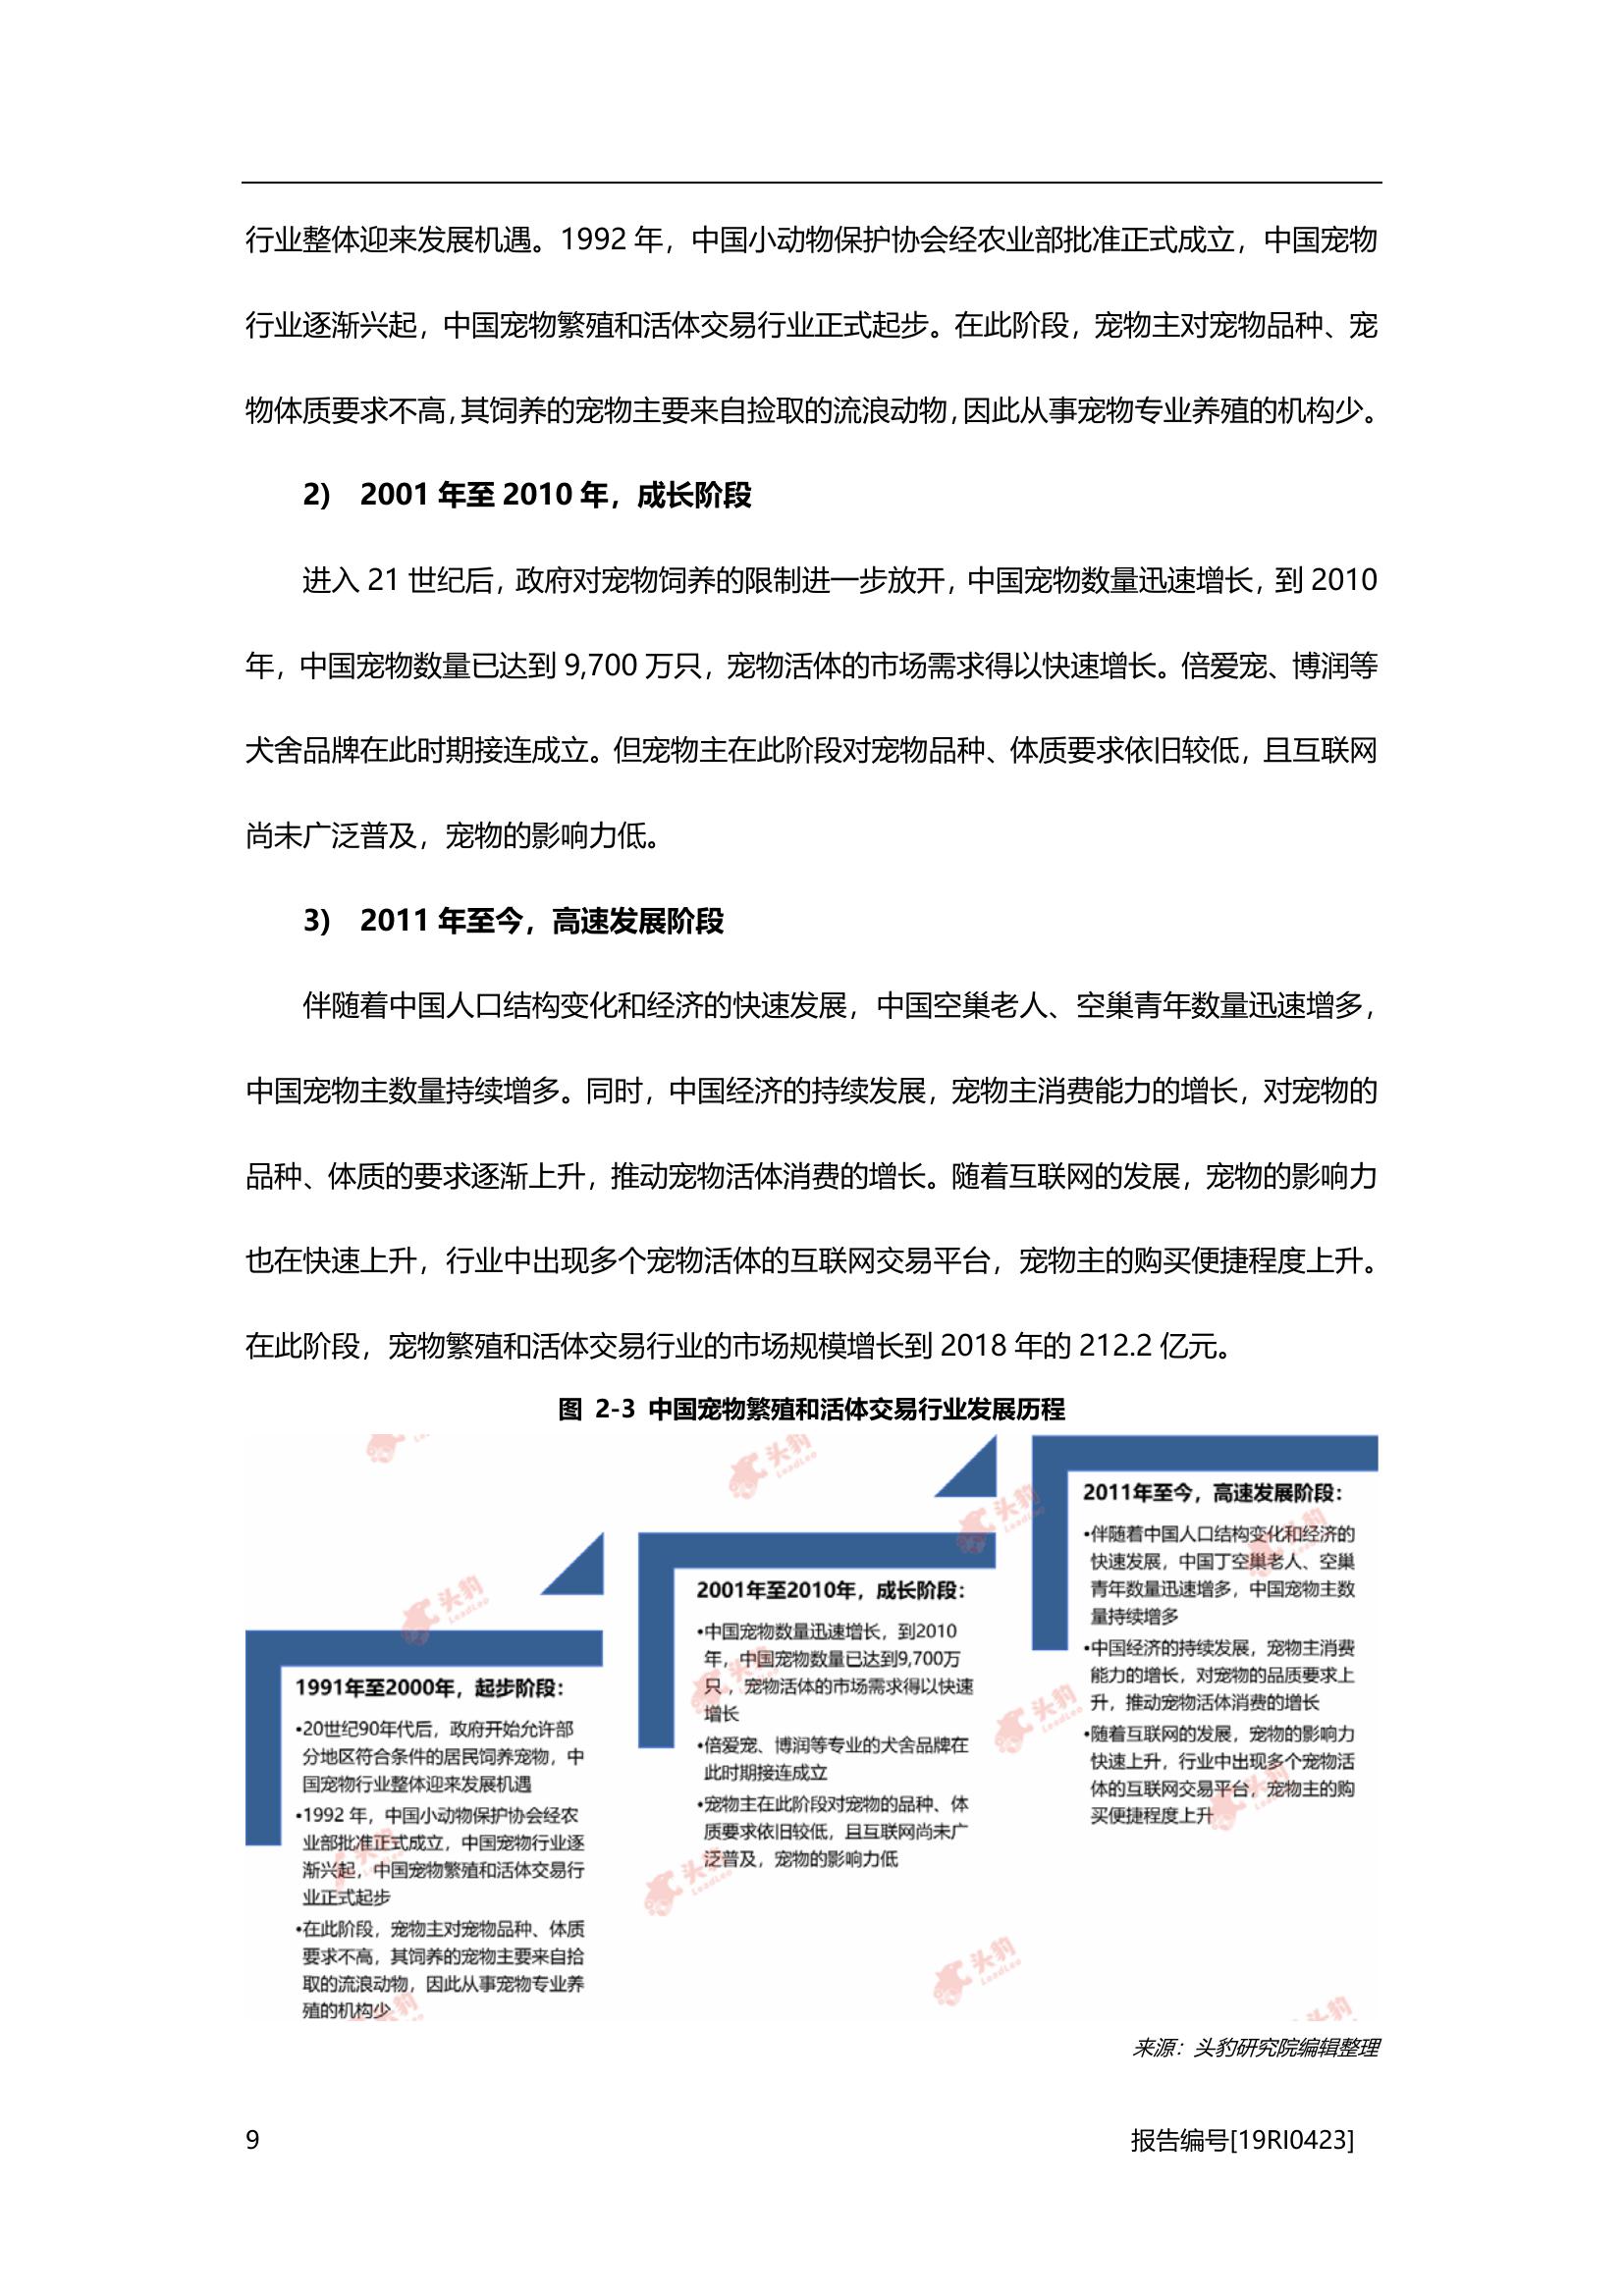 行业整体迎来发展机遇。1992 年，中国小动物保护协会经农业部批准正式成立，中国宠物
行业逐渐兴起，中国宠物繁殖和活体交易行业正式起步。在此阶段，宠物主对宠物品种、宠
物体质要求不高，其饲养的宠物主要来自捡取的流浪动物，因此从事宠物专业养殖的机构少。
2) 2001 年至 2010 年，成长阶段
进入 21 世纪后，政府对宠物饲养的限制进一步放开，中国宠物数量迅速增长，到 2010
年，中国宠物数量已达到 9,700 万只，宠物活体的市场需求得以快速增长。倍爱宠、博润等
犬舍品牌在此时期接连成立。但宠物主在此阶段对宠物品种、体质要求依旧较低，且互联网
尚未广泛普及，宠物的影响力低。
3) 2011 年至今，高速发展阶段
伴随着中国人口结构变化和经济的快速发展，中国空巢老人、空巢青年数量迅速增多，
中国宠物主数量持续增多。同时，中国经济的持续发展，宠物主消费能力的增长，对宠物的
品种、体质的要求逐渐上升，推动宠物活体消费的增长。随着互联网的发展，宠物的影响力
也在快速上升，行业中出现多个宠物活体的互联网交易平台，宠物主的购买便捷程度上升。
在此阶段，宠物繁殖和活体交易行业的市场规模增长到 2018 年的 212.2 亿元。
图 2-3 中国宠物繁殖和活体交易行业发展历程
1991年至2000年，起步阶段：
•20世纪90年代后，政府开始允许部
分地区符合条件的居民饲养宠物，中
国宠物行业整体迎来发展机遇
•1992 年，中国小动物保护协会经农
业部批准正式成立，中国宠物行业逐
渐兴起，中国宠物繁殖和活体交易行
业正式起步
•在此阶段，宠物主对宠物品种、体质
要求不高，其饲养的宠物主要来自拾
取的流浪动物，因此从事宠物专业养
殖的机构少
2001年至2010年，成长阶段：
•中国宠物数量迅速增长，到2010
年，中国宠物数量已达到9,700万
只，宠物活体的市场需求得以快速
增长
•倍爱宠、博润等专业的犬舍品牌在
此时期接连成立
•宠物主在此阶段对宠物的品种、体
质要求依旧较低，且互联网尚未广
泛普及，宠物的影响力低
2011年至今，高速发展阶段：
•伴随着中国人口结构变化和经济的
快速发展，中国丁空巢老人、空巢
青年数量迅速增多，中国宠物主数
量持续增多
•中国经济的持续发展，宠物主消费
能力的增长，对宠物的品质要求上
升，推动宠物活体消费的增长
•随着互联网的发展，宠物的影响力
快速上升，行业中出现多个宠物活
体的互联网交易平台，宠物主的购
买便捷程度上升
头豹
LeadLeo
来源：头豹研究院编辑整理
9
报告编号[19RI0423]